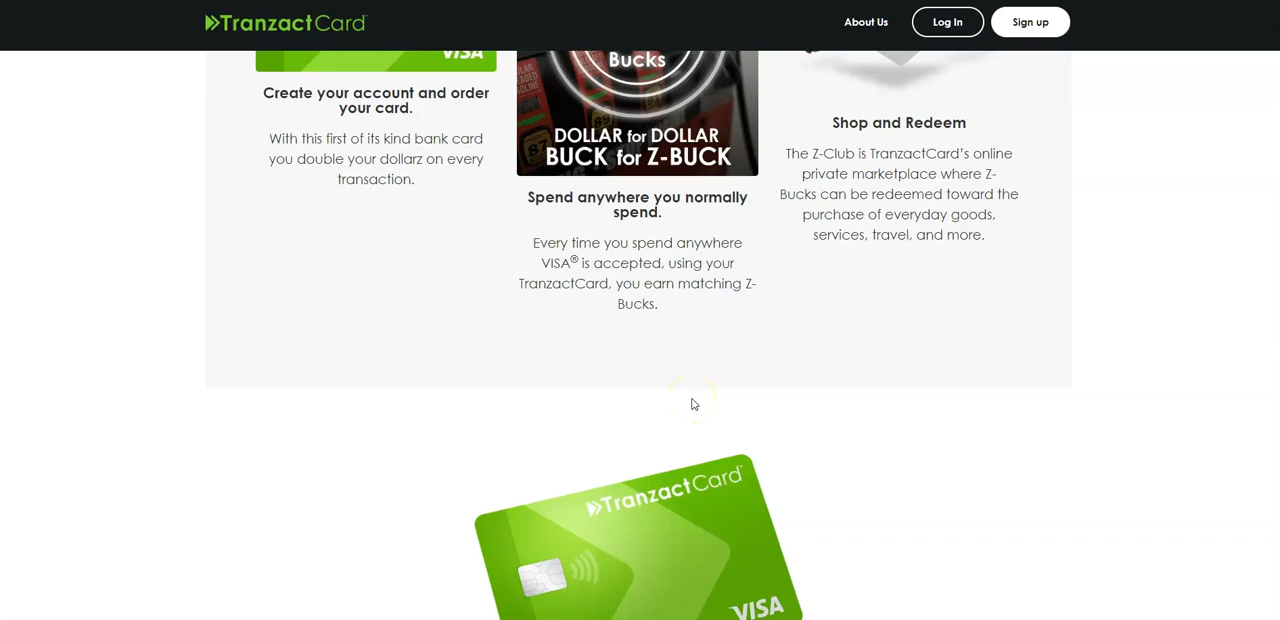 TranzactCard
About Us
Log In
Sign up
VISA
Create your account and order
your card.
With this first of its kind bank card
you double your dollarz on every
transaction.
Bucks
87
DOLLAR for DOLLAR
BUCK for Z-BUCK
Spend anywhere you normally
spend.
Every time you spend anywhere
VISA® is accepted, using your
TranzactCard, you earn matching Z-
Bucks.
Shop and Redeem
The Z-Club is TranzactCard’s online
private marketplace where Z-
Bucks can be redeemed toward the
purchase of everyday goods,
services, travel, and more.
TranzactCard
VISA